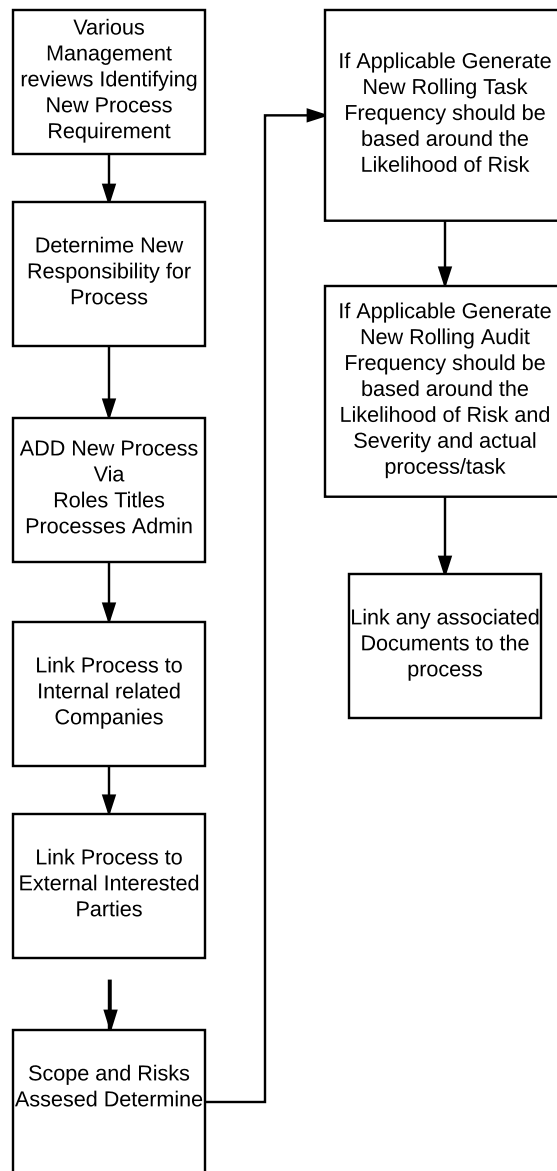 Various
Management
reviews Identifying
New Process
Requirement
Deternime New
Responsibility for
Process
ADD New Process
Via
Roles Titles
Processes Admin
Link Process to
Internal related
Companies
Link Process to
External Interested
Parties
Scope and Risks
Assesed Determine
If Applicable Generate
New Rolling Task
Frequency should be
based around the
Likelihood of Risk
If Applicable Generate
New Rolling Audit
Frequency should be
based around the
Likelihood of Risk and
Severity and actual
process/task
Link any associated
Documents to the
process